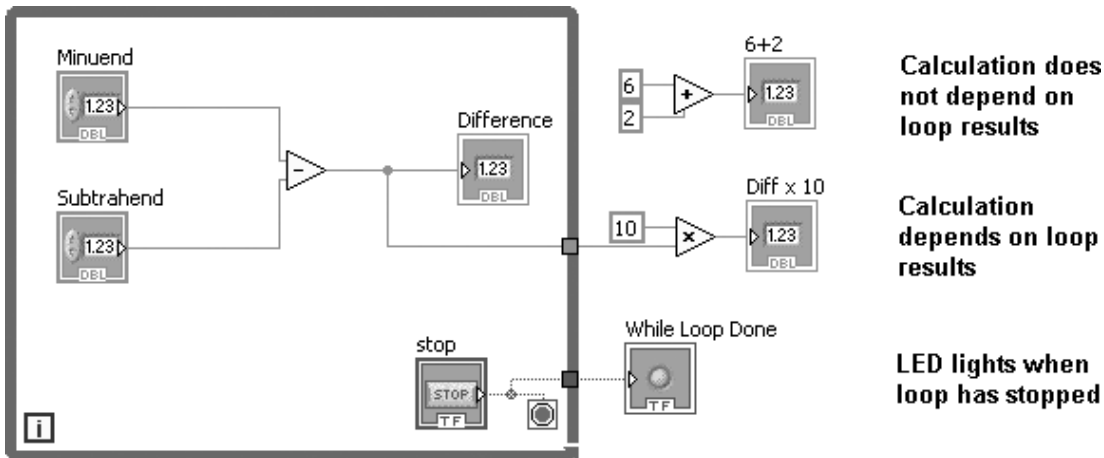 Minuend
1.23
DBL
Subtrahend
1.23
DBL
-
Difference
1.23
DBL
stop
STOP
TF
i
6+2
6
2
+
1.23
DBL
Calculation does
not depend on
loop results
Diff x 10
10
x
1.23
DBL
Calculation
depends on loop
results
While Loop Done
TF
LED lights when
loop has stopped